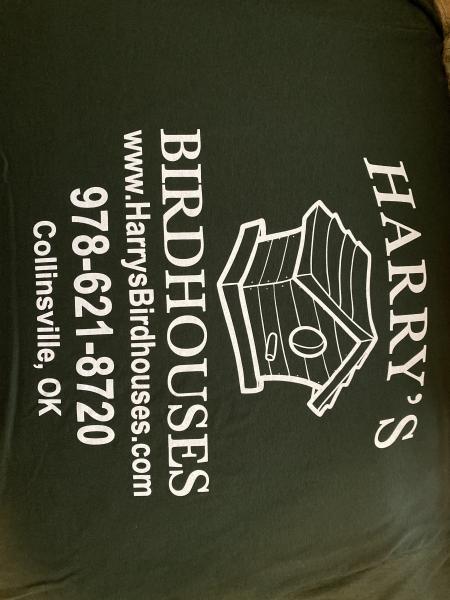 HARRY'S
BIRDHOUSES
www.HarrysBirdhouses.com
978-621-8720
Collinsville, OK